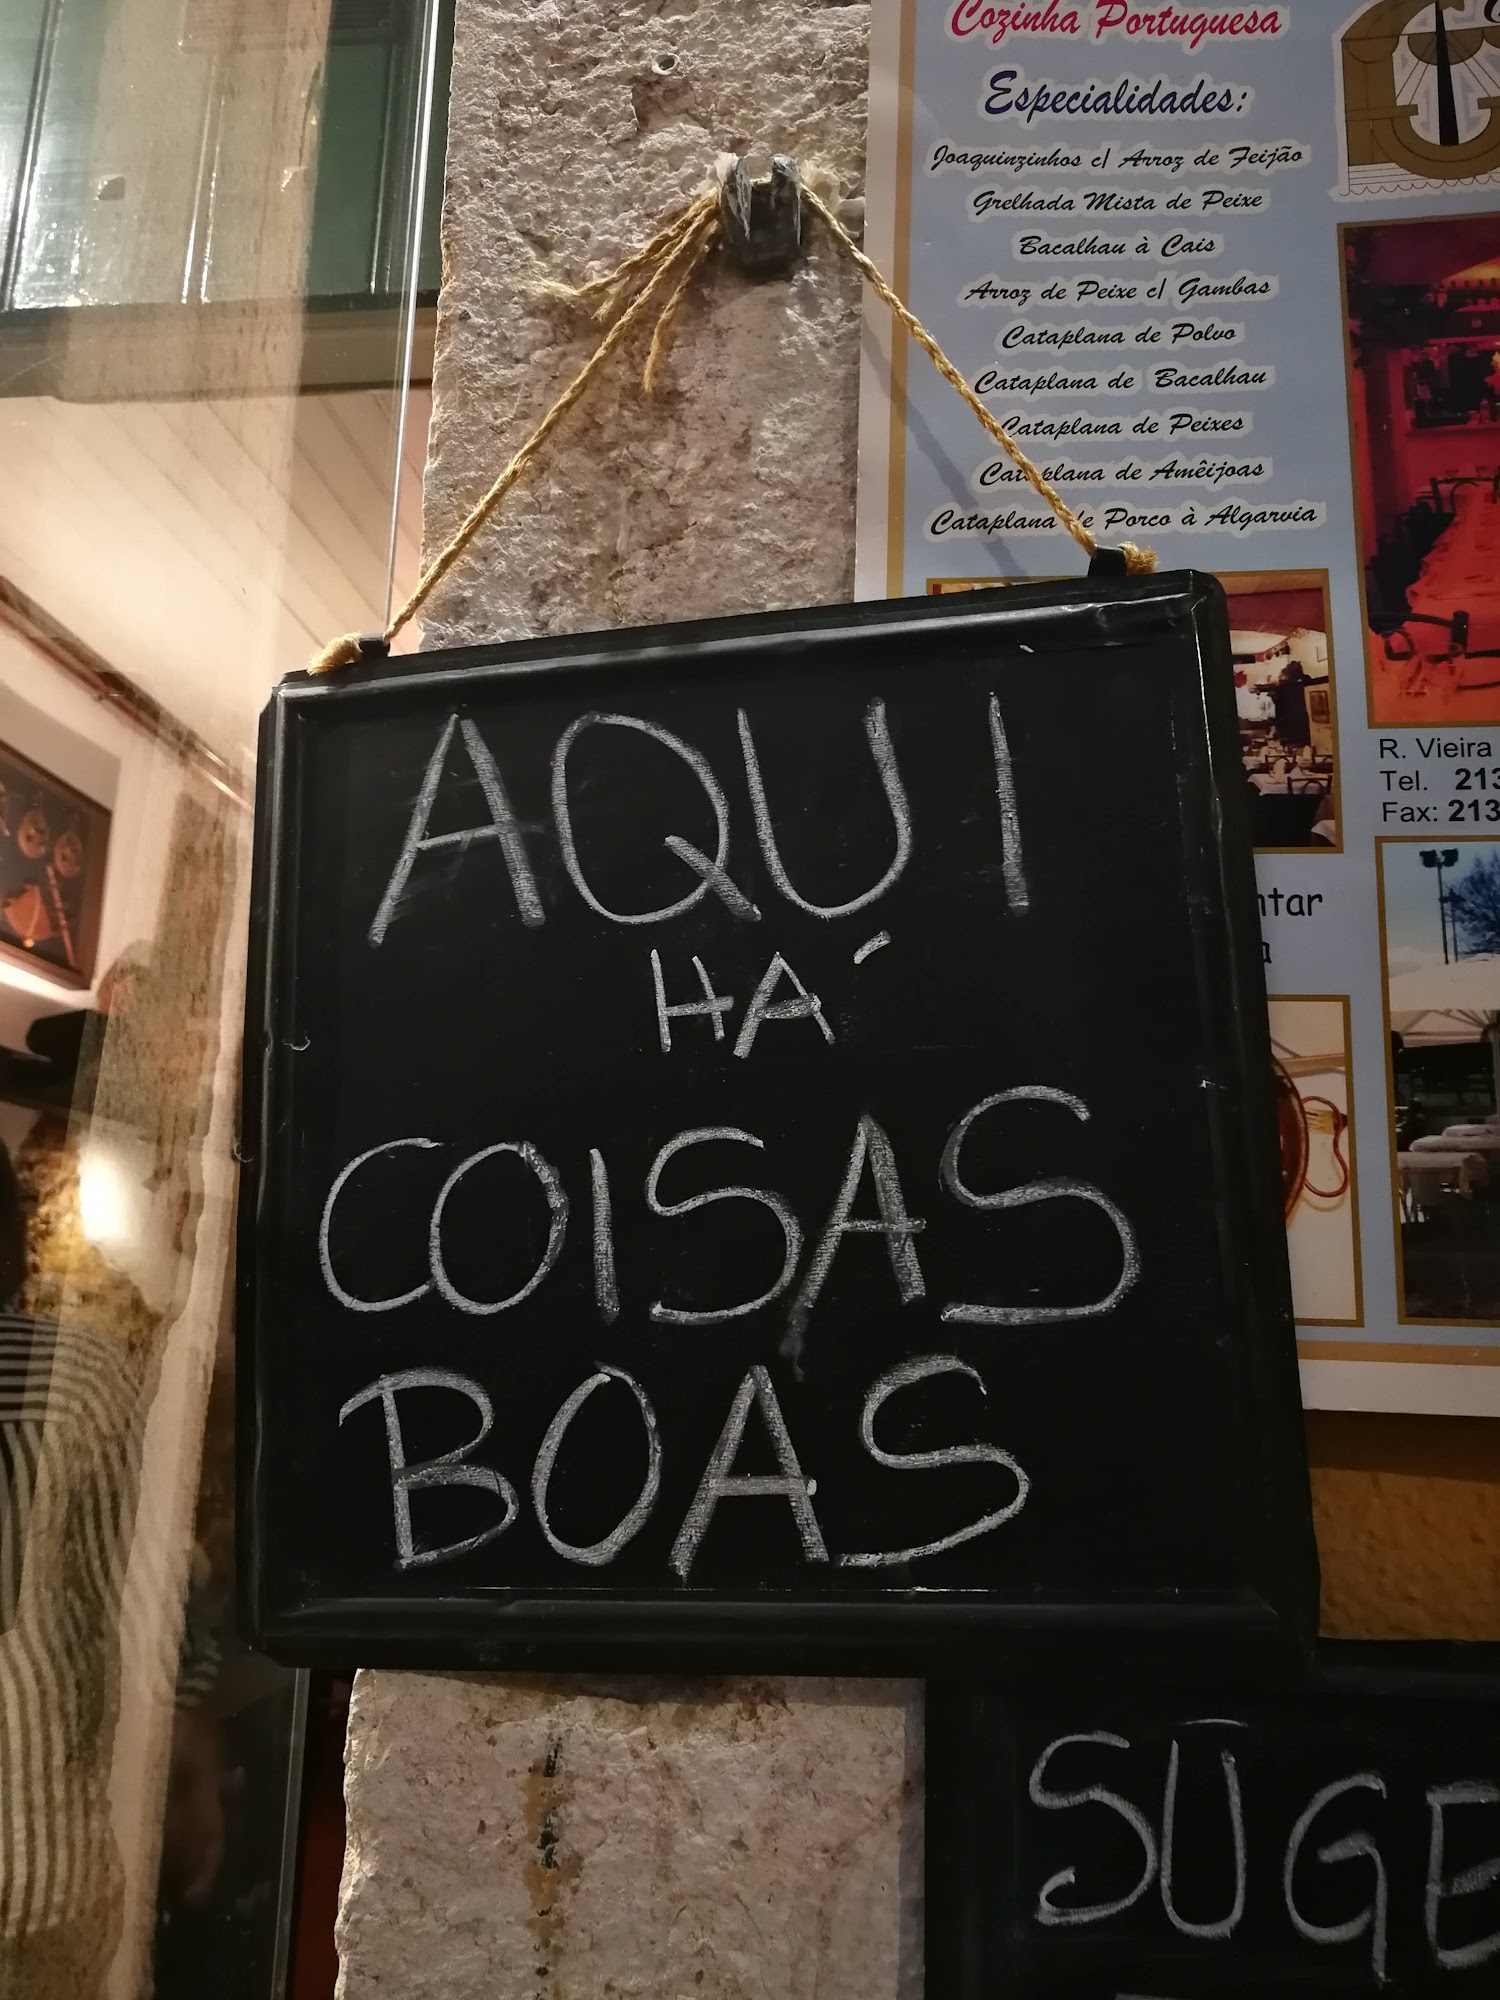 Cozinha Portuguesa
Especialidades:
Joaquinzinhos c/ Arroz de Feijão
Grelhada Mista de Peixe
Bacalhau à Cais
Arroz de Peixe c/ Gambas
Cataplana de Polvo
Cataplana de Bacalhau
Cataplana de Peixes
Cataplana de Amêijoas
Cataplana de Porco à Algarvia
R. Vieira
Tel. 213
Fax: 213
AQUI
HÁ
COISAS
BOAS